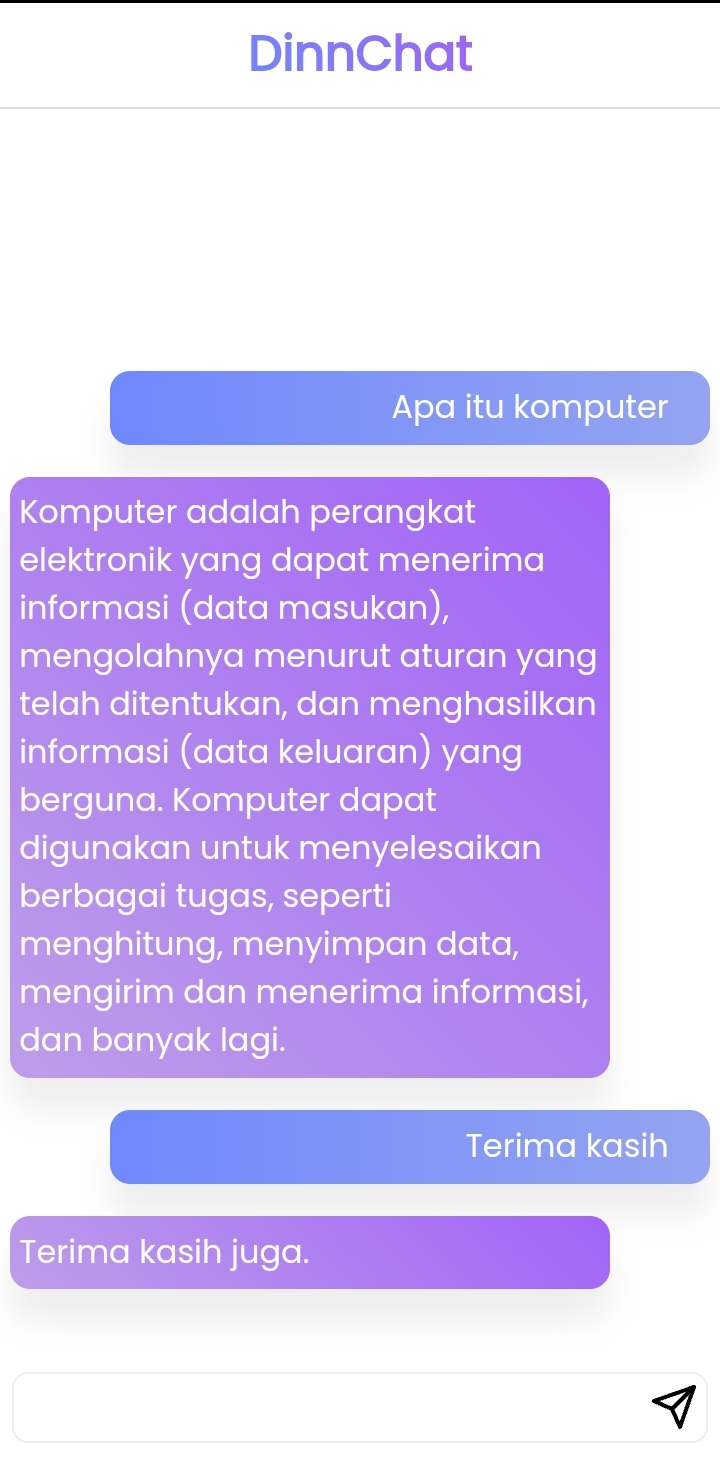 DinnChat
Apa itu komputer
Komputer adalah perangkat
elektronik yang dapat menerima
informasi (data masukan),
mengolahnya menurut aturan yang
telah ditentukan, dan menghasilkan
informasi (data keluaran) yang
berguna. Komputer dapat
digunakan untuk menyelesaikan
berbagai tugas, seperti
menghitung, menyimpan data,
mengirim dan menerima informasi,
dan banyak lagi.
Terima kasih
Terima kasih juga.